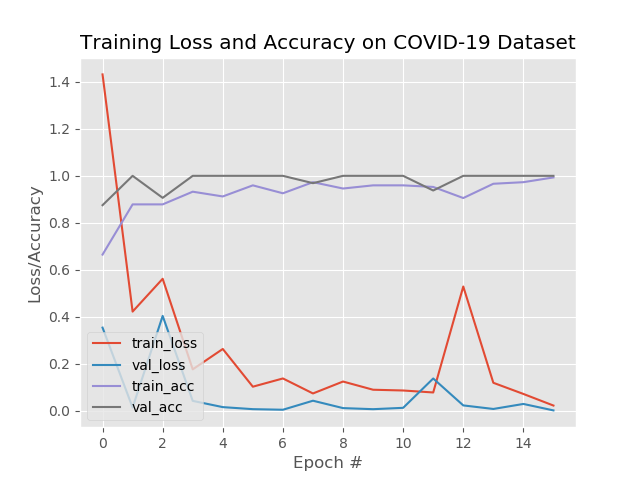 Training Loss and Accuracy on COVID-19 Dataset
Loss/Accuracy
1.4
1.2
1.0
0.8
0.6
0.4
0.2
0.0
train_loss
val_loss
train_acc
val_acc
0 2 4 6 8 10 12 14
Epoch #